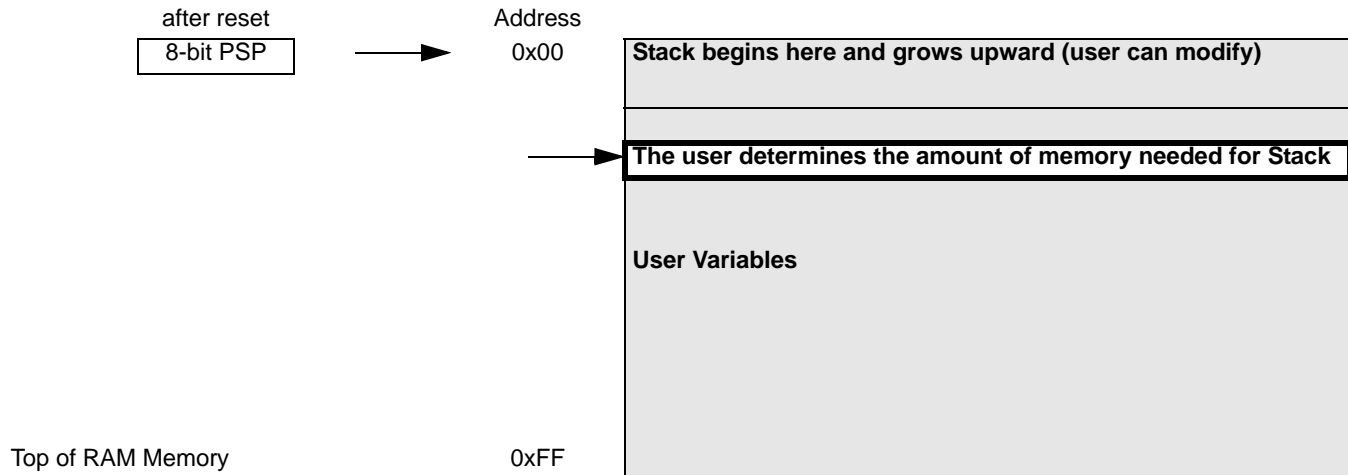 after reset
Address
8-bit PSP
0x00
Stack begins here and grows upward (user can modify)
The user determines the amount of memory needed for Stack
User Variables
Top of RAM Memory
0xFF